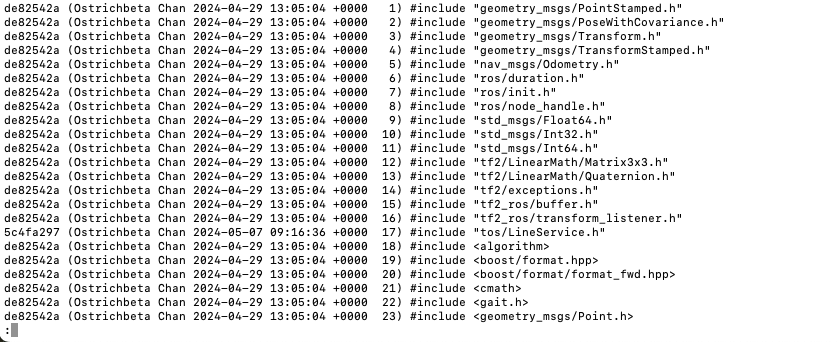 de82542a (Ostrichbeta Chan 2024-04-29 13:05:04 +0000   1) #include "geometry_msgs/PointStamped.h"
de82542a (Ostrichbeta Chan 2024-04-29 13:05:04 +0000   2) #include "geometry_msgs/PoseWithCovariance.h"
de82542a (Ostrichbeta Chan 2024-04-29 13:05:04 +0000   3) #include "geometry_msgs/Transform.h"
de82542a (Ostrichbeta Chan 2024-04-29 13:05:04 +0000   4) #include "geometry_msgs/TransformStamped.h"
de82542a (Ostrichbeta Chan 2024-04-29 13:05:04 +0000   5) #include "nav_msgs/Odometry.h"
de82542a (Ostrichbeta Chan 2024-04-29 13:05:04 +0000   6) #include "ros/duration.h"
de82542a (Ostrichbeta Chan 2024-04-29 13:05:04 +0000   7) #include "ros/init.h"
de82542a (Ostrichbeta Chan 2024-04-29 13:05:04 +0000   8) #include "ros/node_handle.h"
de82542a (Ostrichbeta Chan 2024-04-29 13:05:04 +0000   9) #include "std_msgs/Float64.h"
de82542a (Ostrichbeta Chan 2024-04-29 13:05:04 +0000  10) #include "std_msgs/Int32.h"
de82542a (Ostrichbeta Chan 2024-04-29 13:05:04 +0000  11) #include "std_msgs/Int64.h"
de82542a (Ostrichbeta Chan 2024-04-29 13:05:04 +0000  12) #include "tf2/LinearMath/Matrix3x3.h"
de82542a (Ostrichbeta Chan 2024-04-29 13:05:04 +0000  13) #include "tf2/LinearMath/Quaternion.h"
de82542a (Ostrichbeta Chan 2024-04-29 13:05:04 +0000  14) #include "tf2/exceptions.h"
de82542a (Ostrichbeta Chan 2024-04-29 13:05:04 +0000  15) #include "tf2_ros/buffer.h"
de82542a (Ostrichbeta Chan 2024-04-29 13:05:04 +0000  16) #include "tf2_ros/transform_listener.h"
5c4fa297 (Ostrichbeta Chan 2024-05-07 09:16:36 +0000  17) #include "tos/LineService.h"
de82542a (Ostrichbeta Chan 2024-04-29 13:05:04 +0000  18) #include <algorithm>
de82542a (Ostrichbeta Chan 2024-04-29 13:05:04 +0000  19) #include <boost/format.hpp>
de82542a (Ostrichbeta Chan 2024-04-29 13:05:04 +0000  20) #include <boost/format/format_fwd.hpp>
de82542a (Ostrichbeta Chan 2024-04-29 13:05:04 +0000  21) #include <cmath>
de82542a (Ostrichbeta Chan 2024-04-29 13:05:04 +0000  22) #include <gait.h>
de82542a (Ostrichbeta Chan 2024-04-29 13:05:04 +0000  23) #include <geometry_msgs/Point.h>
: